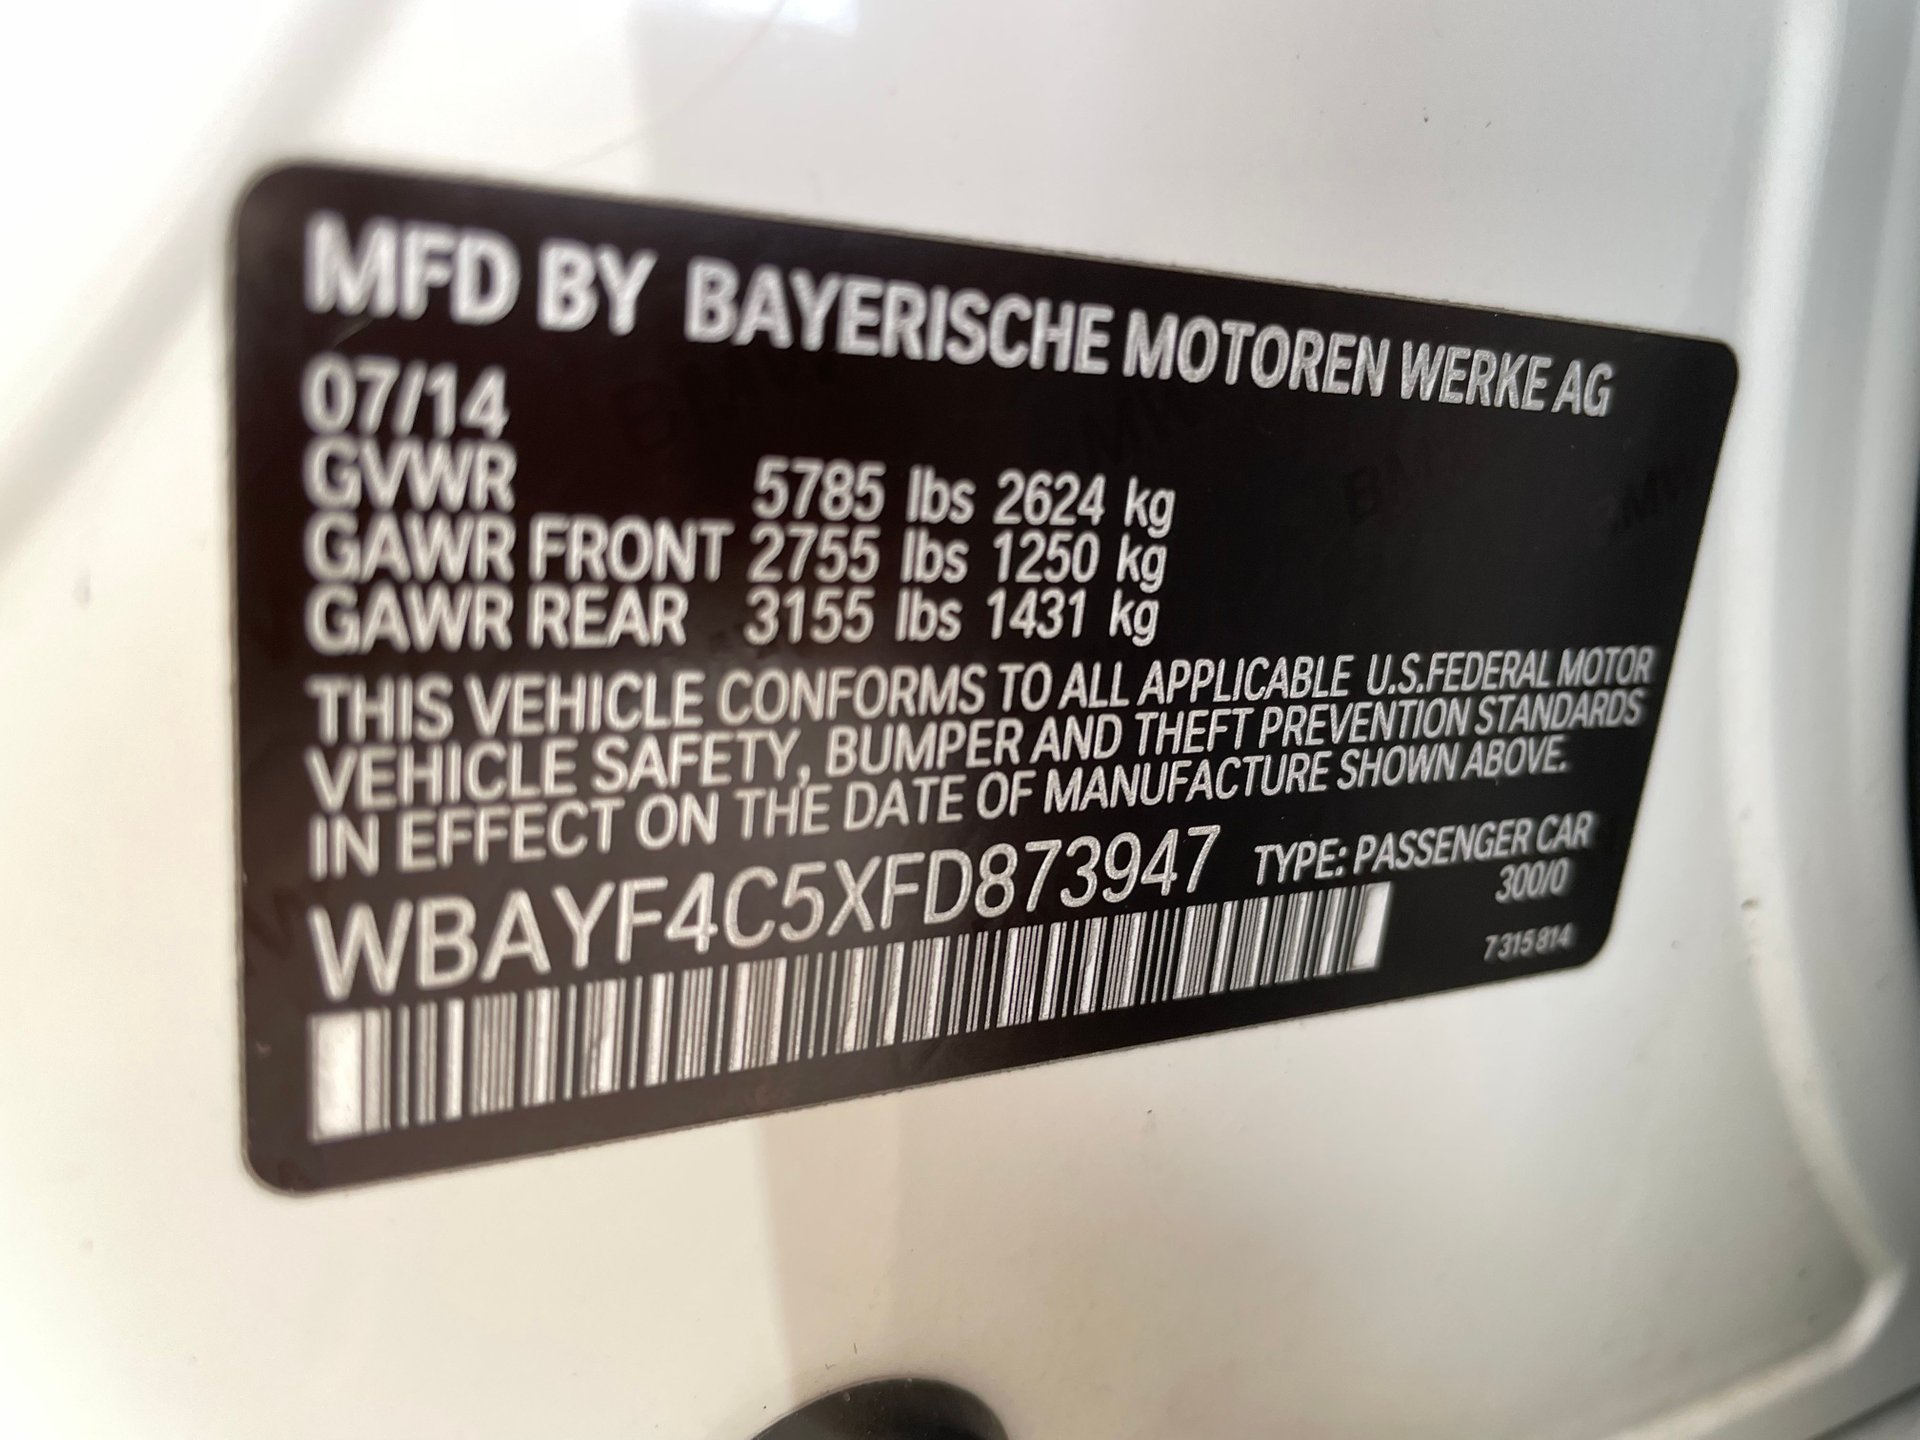 MFD BY BAYERISCHE MOTOREN WERKE AG
07/14
GVWR 5785 lbs 2624 kg
GAWR FRONT 2755 lbs 1250 kg
GAWR REAR 3155 lbs 1431 kg
THIS VEHICLE CONFORMS TO ALL APPLICABLE U.S.FEDERAL MOTOR
VEHICLE SAFETY, BUMPER AND THEFT PREVENTION STANDARDS
IN EFFECT ON THE DATE OF MANUFACTURE SHOWN ABOVE.
WBAYF4C5XFD873947 TYPE: PASSENGER CAR
300/0
7 315 814